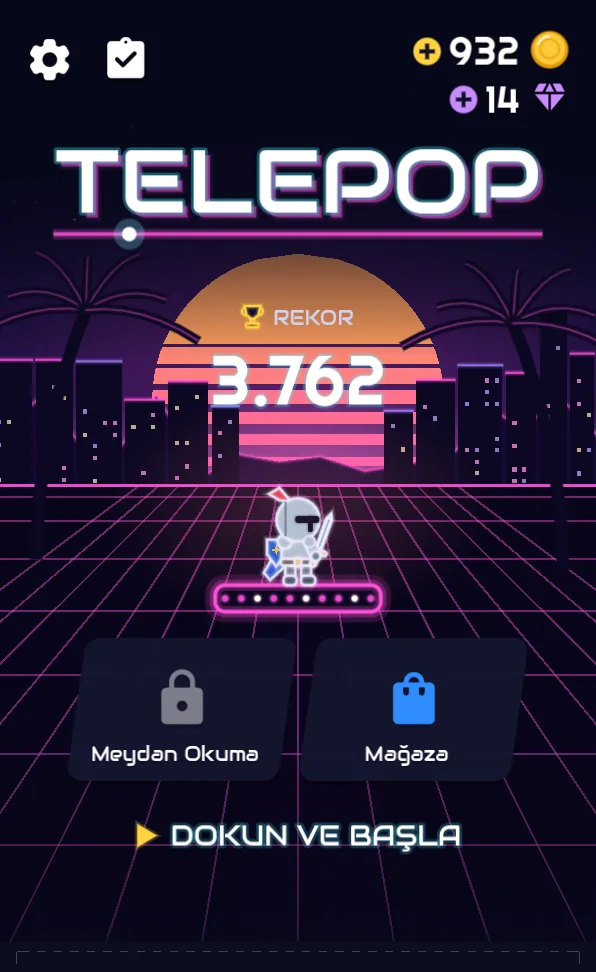 932
14
TELEPOP
REKOR
3.762
Meydan Okuma
Mağaza
DOKUN VE BAŞLA